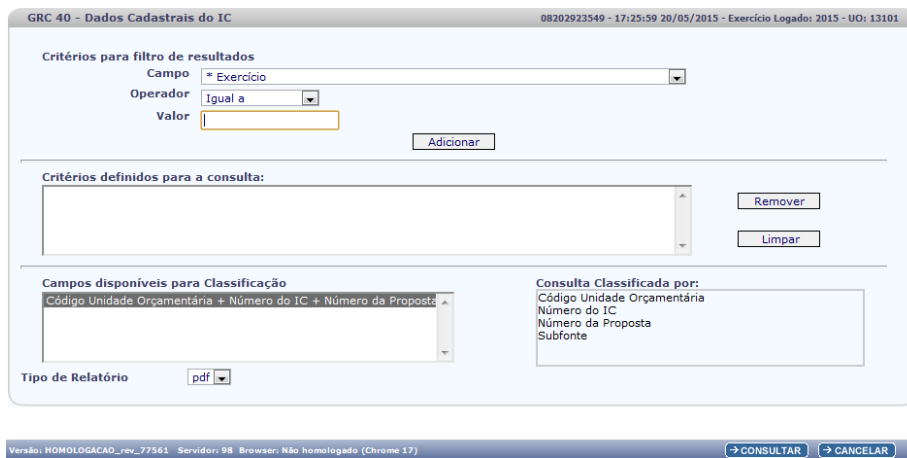 GRC 40 - Dados Cadastrais do IC 08202923549 - 17:25:59 20/05/2015 - Exercício Logado: 2015 - UO: 13101
Critérios para filtro de resultados
Campo * Exercício
Operador Igual a
Valor
Adicionar
Critérios definidos para a consulta:
Remover
Limpar
Campos disponíveis para Classificação Consulta Classificada por:
Código Unidade Orçamentária + Número do IC + Número da Proposta Código Unidade Orçamentária
Número do IC
Número da Proposta
Subfonte
Tipo de Relatório pdf
Versão: HOMOLOGACAO_rev_77561 Servidor: 98 Browser: Não homologado (Chrome 17) CONSULTAR CANCELAR